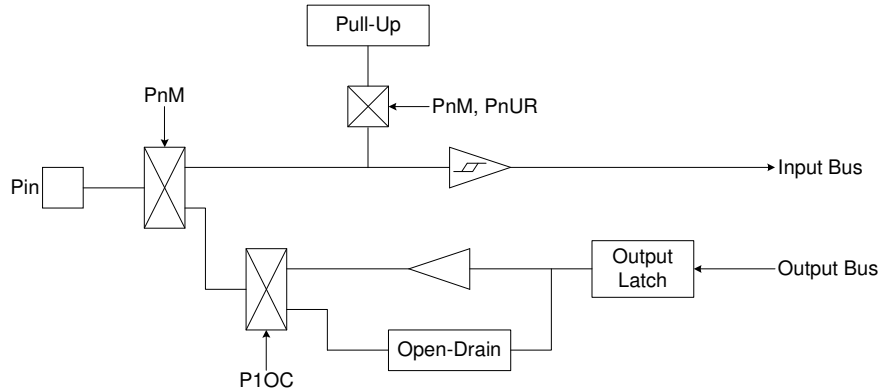 Pull-Up
PnM
PnM, PnUR
Pin
Input Bus
Output
Latch
Output Bus
Open-Drain
P1OC